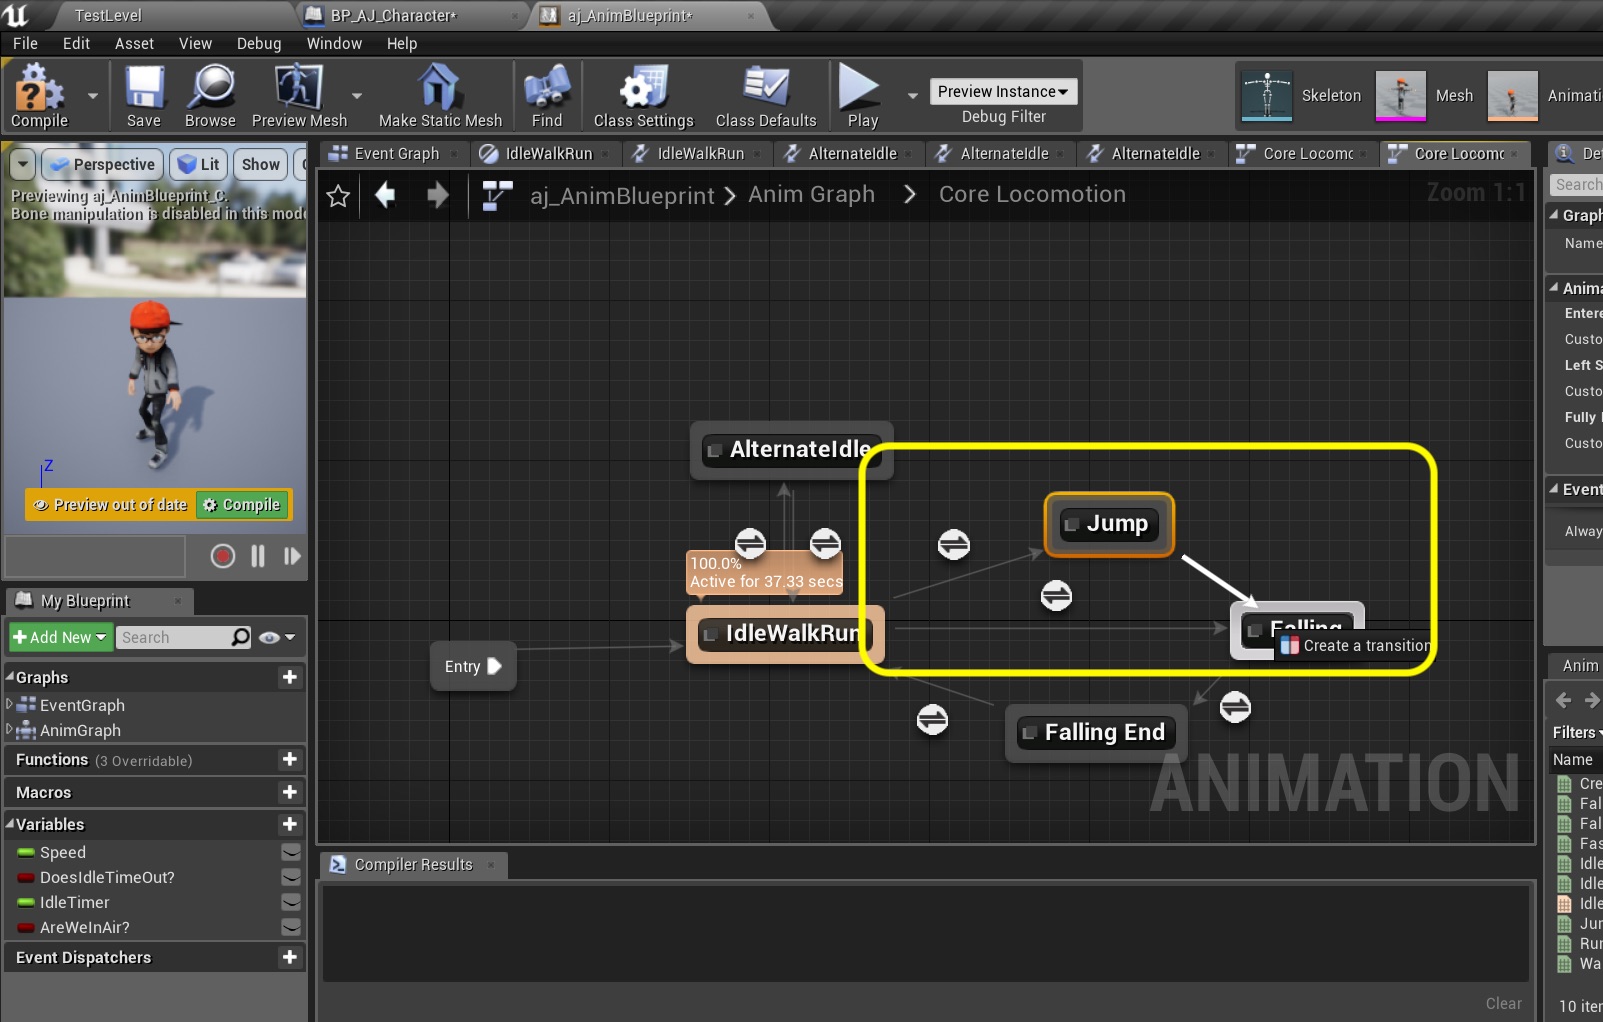 TestLevel
BP_AJ_Character*
aj_AnimBlueprint*
File Edit Asset View Debug Window Help
Compile
Save
Browse
Preview Mesh
Make Static Mesh
Find
Class Settings
Class Defaults
Play
Preview Instance
Debug Filter
Skeleton
Mesh
Animati
Perspective
Lit
Show
Previewing aj_AnimBlueprint_C.
Bone manipulation is disabled in this mod
Z
Preview out of date
Compile
My Blueprint
Add New
Search
Graphs
EventGraph
AnimGraph
Functions (3 Overridable)
Macros
Variables
Speed
DoesIdleTimeOut?
IdleTimer
AreWeInAir?
Event Dispatchers
Event Graph
IdleWalkRun
IdleWalkRun
AlternateIdle
AlternateIdle
AlternateIdle
Core Locomo
Core Locomo
aj_AnimBlueprint > Anim Graph > Core Locomotion
Zoom 1:1
AlternateIdle
Jump
100.0%
Active for 37.33 secs
IdleWalkRun
Falling
Create a transition
Entry
Falling End
ANIMATION
Compiler Results
Clear
Det
Search
Graph
Name
Anima
Entere
Custo
Left S
Custo
Fully
Custo
Event
Alway
Anim
Filters
Name
Cre
Fal
Fal
Fas
Idle
Idle
Idle
Jur
Rur
Wa
10 iter